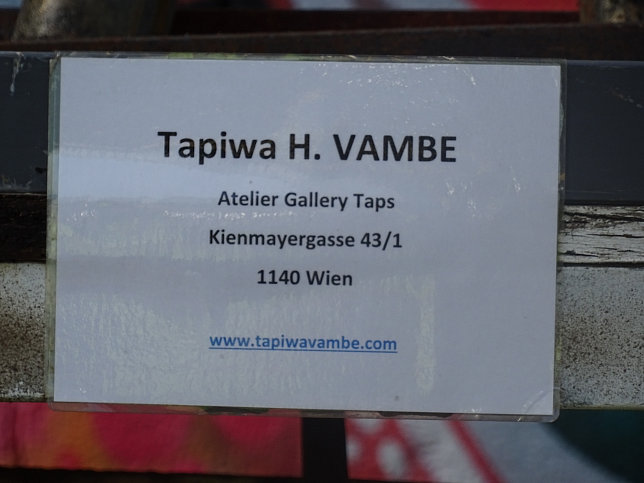 Tapiwa H. VAMBE
Atelier Gallery Taps
Kienmayergasse 43/1
1140 Wien
www.tapiwavambe.com